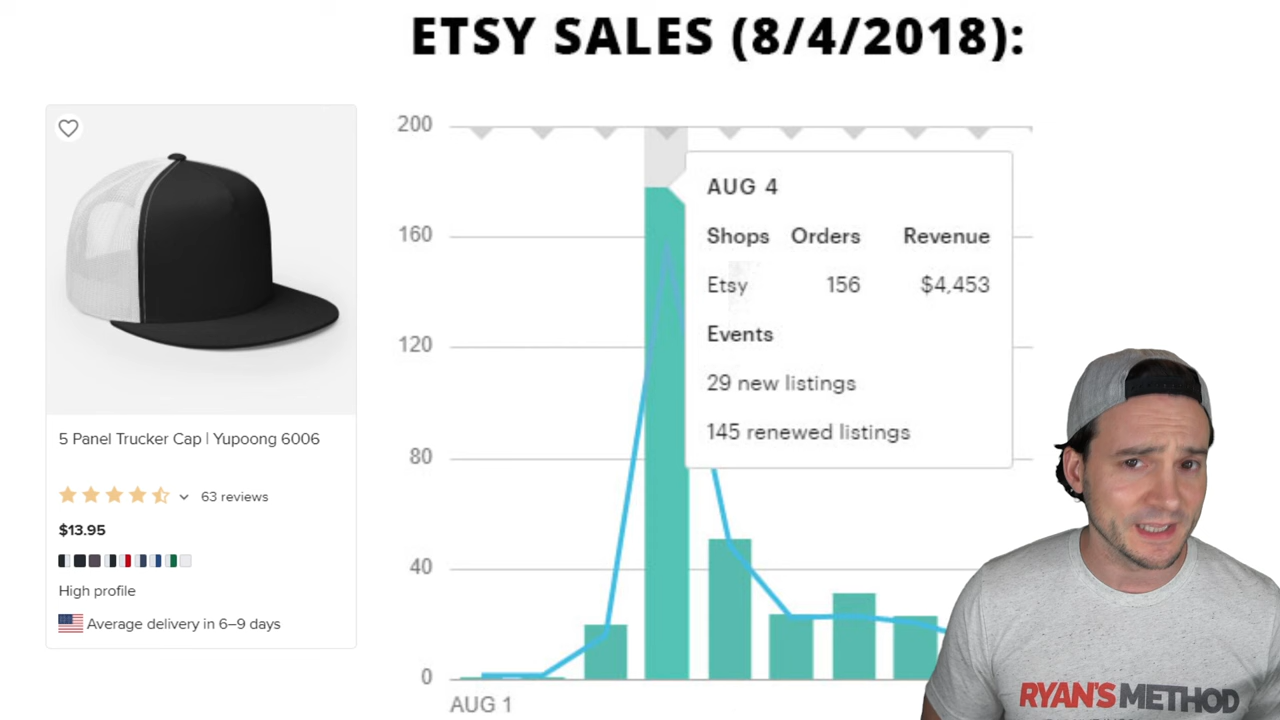 ETSY SALES (8/4/2018):
5 Panel Trucker Cap | Yupoong 6006
63 reviews
$13.95
High profile
Average delivery in 6–9 days
200
160
120
80
40
0
AUG 1
AUG 4
Shops Orders Revenue
Etsy 156 $4,453
Events
29 new listings
145 renewed listings
RYAN'S METHOD